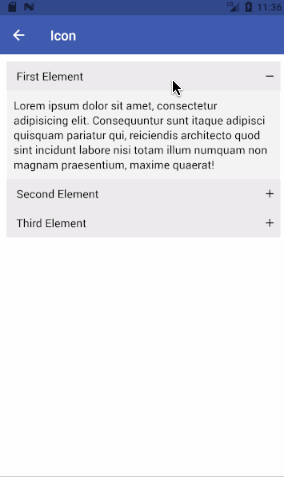 11:36
Icon
First Element
Lorem ipsum dolor sit amet, consectetur
adipisicing elit. Consequuntur sunt itaque adipisci
quisquam pariatur qui, reiciendis architecto quod
sint incidunt labore nisi totam illum numquam non
magnam praesentium, maxime quaerat!
Second Element
Third Element